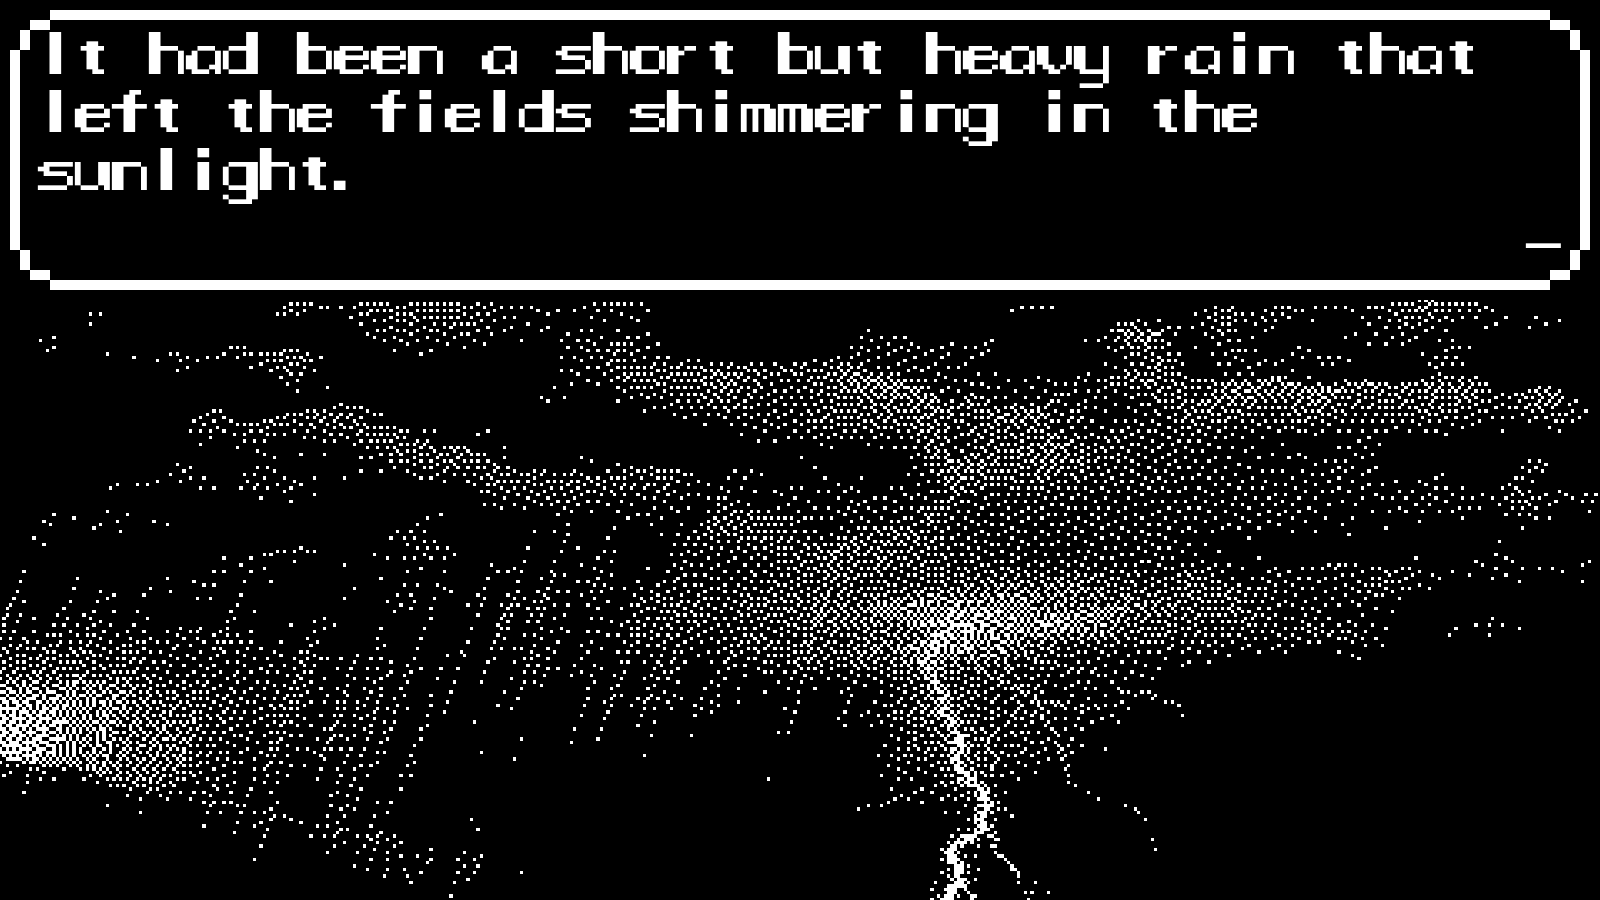 It had been a short but heavy rain that
left the fields shimmering in the
sunlight.